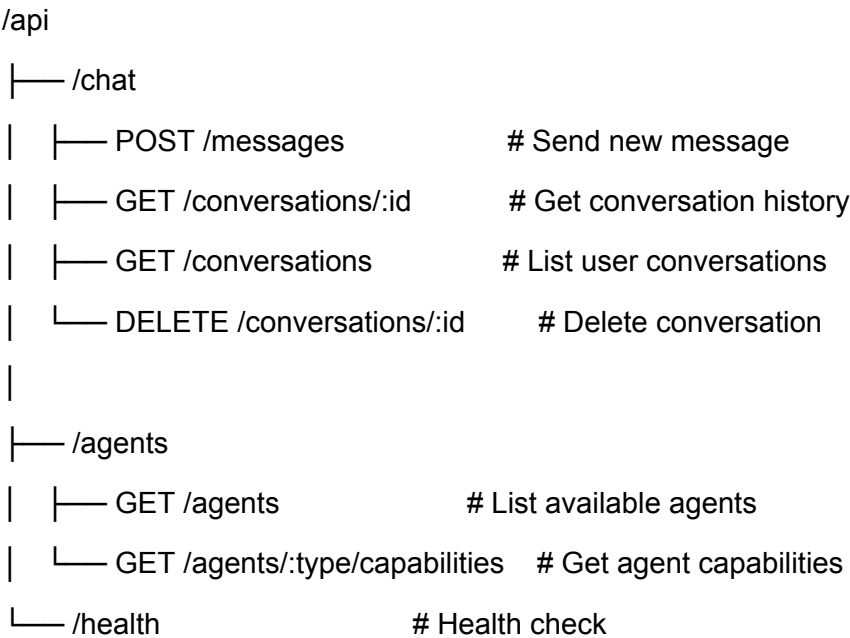 /api
├── /chat
│   ├── POST /messages                    # Send new message
│   ├── GET /conversations/:id            # Get conversation history
│   ├── GET /conversations                # List user conversations
│   └── DELETE /conversations/:id         # Delete conversation
│
├── /agents
│   ├── GET /agents                       # List available agents
│   └── GET /agents/:type/capabilities    # Get agent capabilities
└── /health                    # Health check